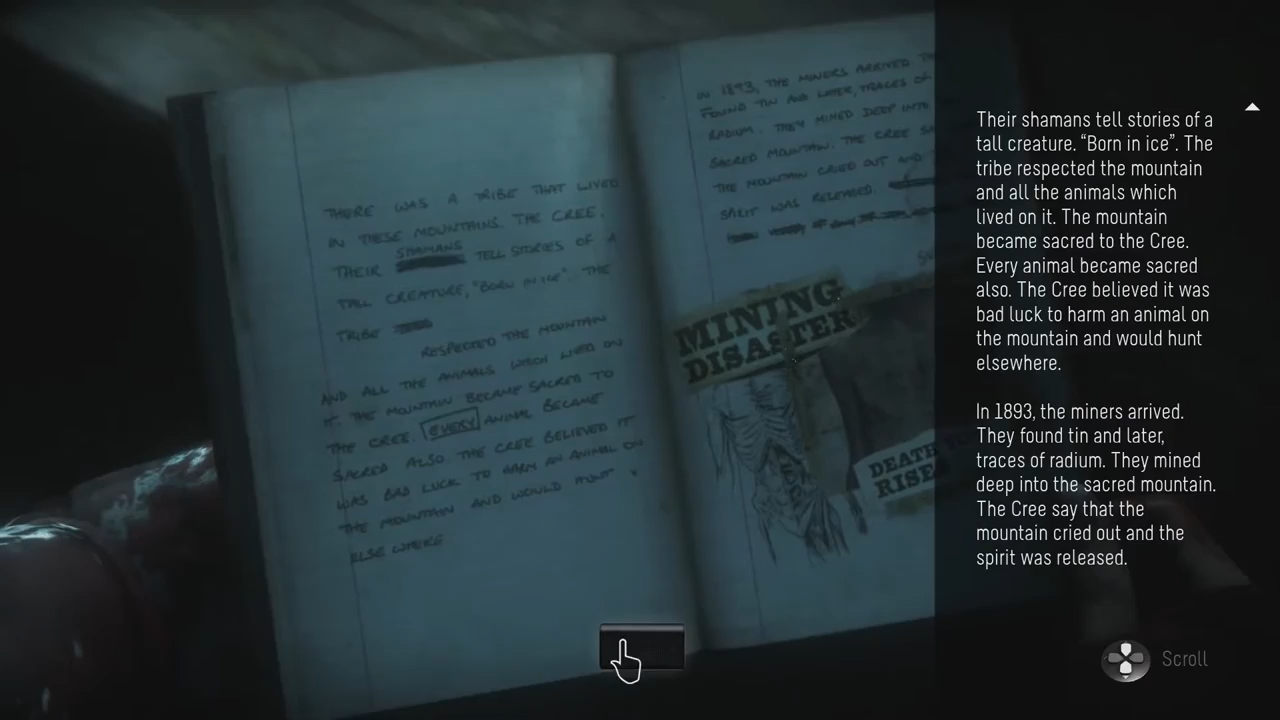 THERE WAS A TRIBE THAT LIVED
IN THESE MOUNTAINS. THE CREE.
SHAMANS
THEIR TELL STORIES OF A
TALL CREATURE, "BORN IN ICE". THE
TRIBE
RESPECTED THE MOUNTAIN
AND ALL THE ANIMALS WHICH LIVED ON
IT. THE MOUNTAIN BECAME SACRED TO
THE CREE. EVERY ANIMAL BECAME
SACRED ALSO. THE CREE BELIEVED IT
WAS BAD LUCK TO HARM AN ANIMAL ON
THE MOUNTAIN AND WOULD HUNT
ELSE WHERE
IN 1893, THE MINERS ARRIVED
FOUND TIN AND LATER, TRACES OF
RADIUM. THEY MINED DEEP INTO
SACRED MOUNTAIN. THE CREE
THE MOUNTAIN CRIED OUT AND
SPIRIT WAS RELEASED.
MINING
DISASTER
DEATH
RISE
Their shamans tell stories of a
tall creature. “Born in ice”. The
tribe respected the mountain
and all the animals which
lived on it. The mountain
became sacred to the Cree.
Every animal became sacred
also. The Cree believed it was
bad luck to harm an animal on
the mountain and would hunt
elsewhere.
In 1893, the miners arrived.
They found tin and later,
traces of radium. They mined
deep into the sacred mountain.
The Cree say that the
mountain cried out and the
spirit was released.
Scroll